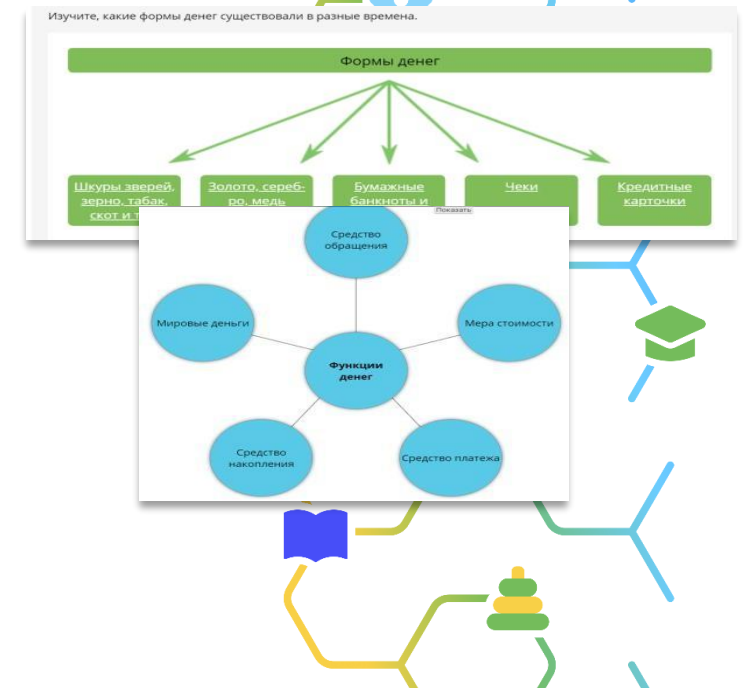 Изучите, какие формы денег существовали в разные времена.
Формы денег
Шкуры зверей,
зерно, табак,
скот и т
Золото, сереб-
ро, медь
Бумажные
банкноты и
Чеки
Кредитные
карточки
Показать
Средство
обращения
Мировые деньги
Мера стоимости
Функции
денег
Средство
накопления
Средство платежа